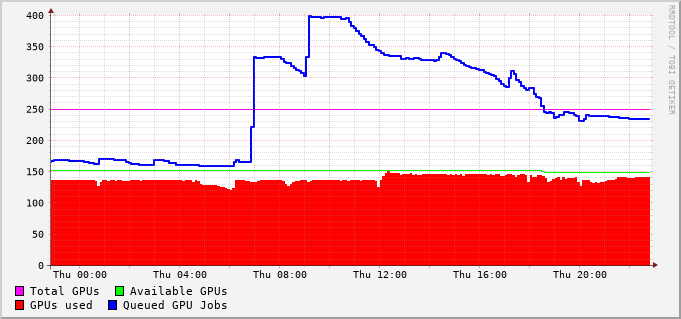 400
350
300
250
200
150
100
50
0
Thu 00:00 Thu 04:00 Thu 08:00 Thu 12:00 Thu 16:00 Thu 20:00
Total GPUs Available GPUs
GPUs used Queued GPU Jobs
RRDTOOL / TOBI OETIKER